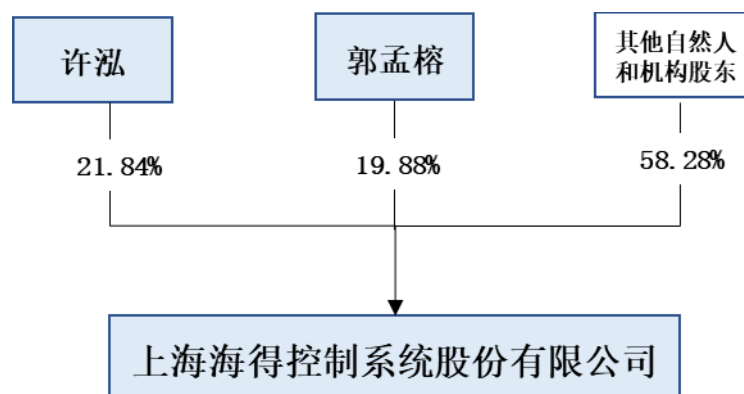 许泓
郭孟榕
其他自然人
和机构股东
21.84%
19.88%
58.28%
上海海得控制系统股份有限公司